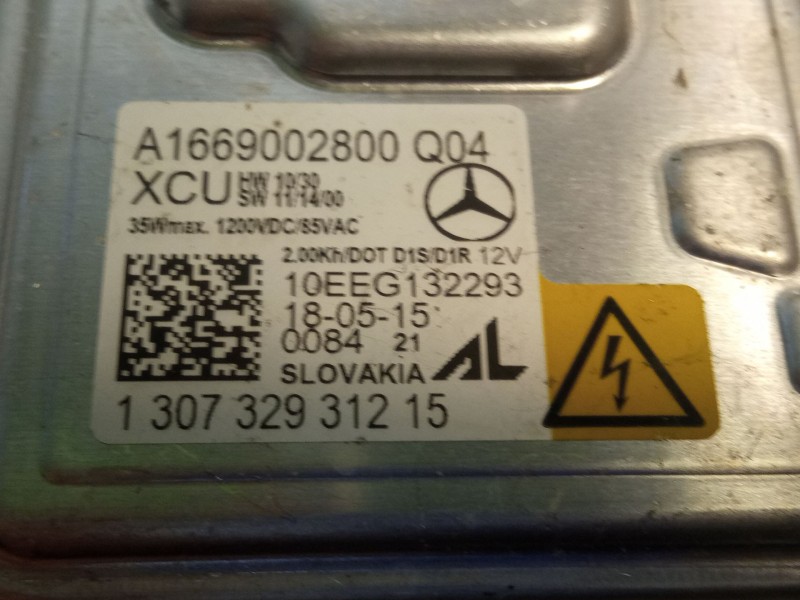 A1669002800 Q04
XCU HW 10/30
SW 11/14/00
35Wmax. 1200VDC/85VAC
2.00Kh/DOT D1S/D1R 12V
10EEG132293
18-05-15
0084 21
SLOVAKIA AL
1 307 329 312 15